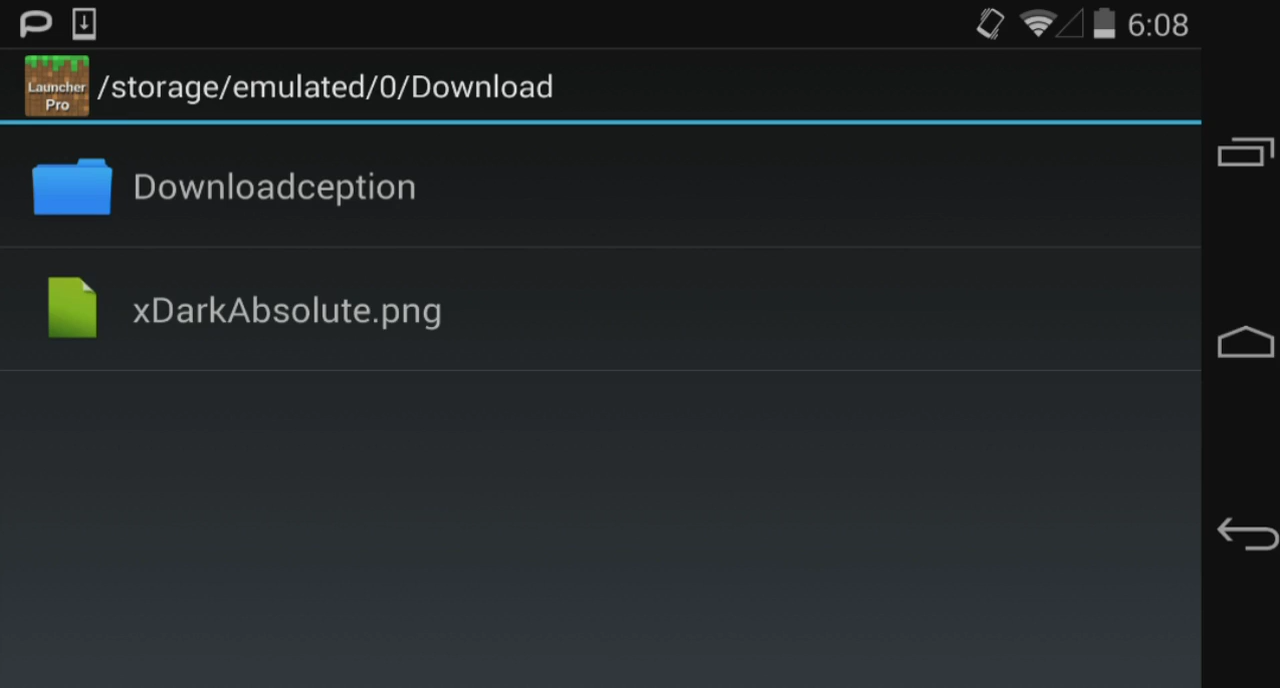 6:08
Launcher
Pro
/storage/emulated/0/Download
Downloadception
xDarkAbsolute.png